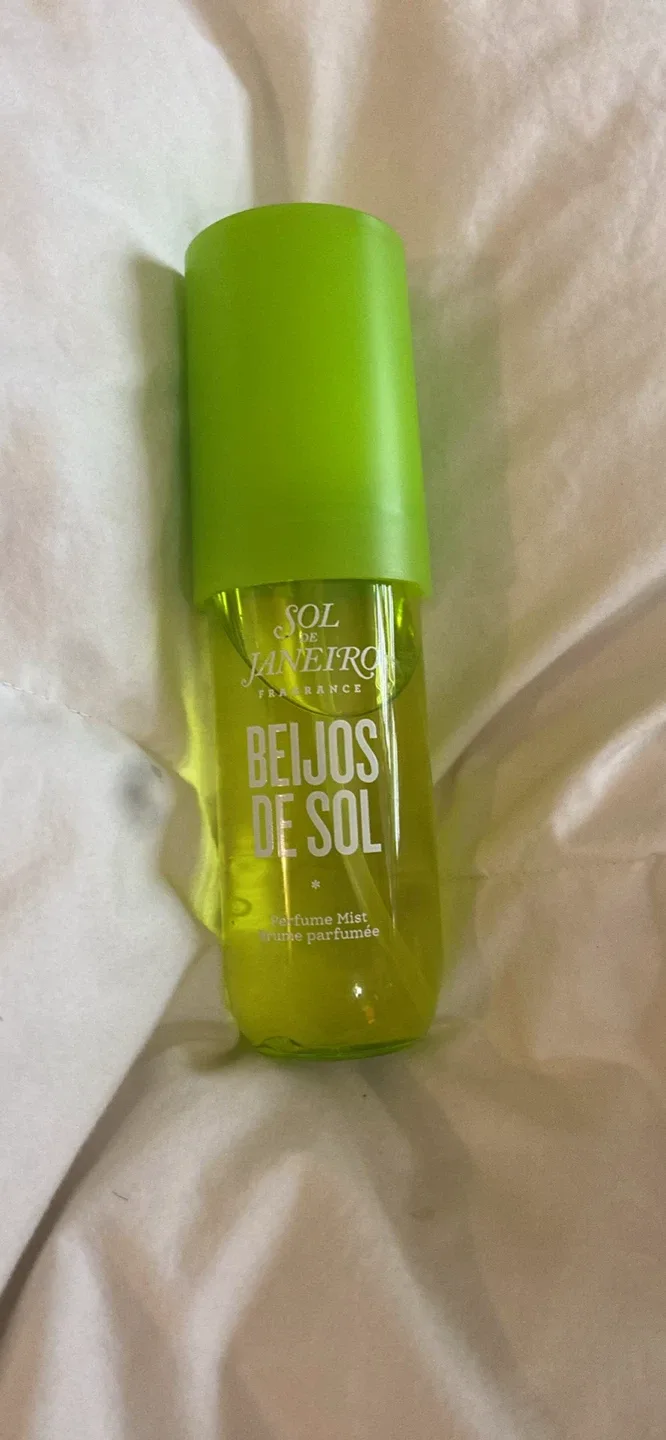 SOL
DE
JANEIRO
FRAGRANCE
BEIJOS
DE SOL
*
Perfume Mist
Brume parfumée